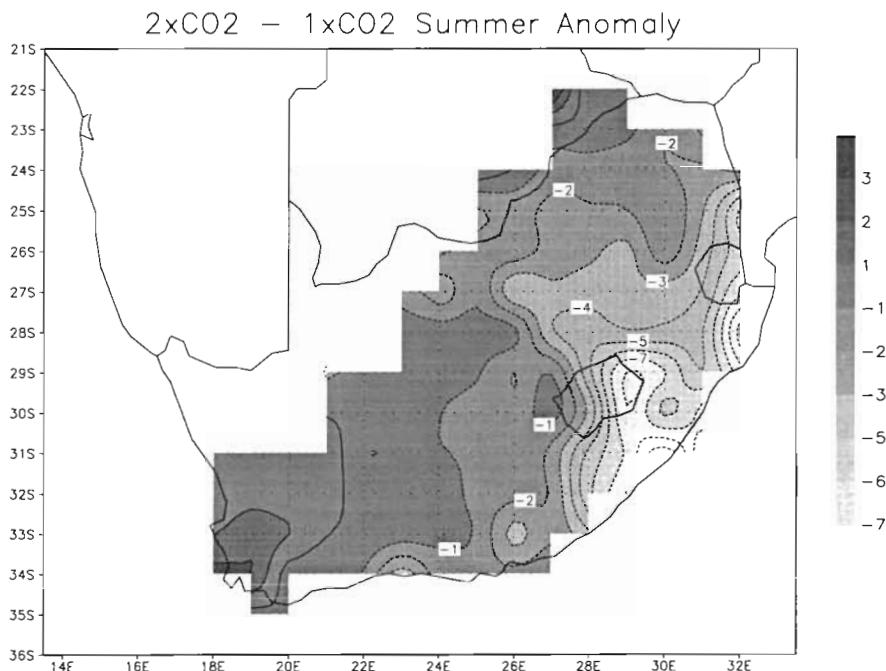 2xCO2 – 1xCO2 Summer Anomaly
21S
22S
23S
24S
25S
26S
27S
28S
29S
30S
31S
32S
33S
34S
35S
36S
-2
-2
-3
-4
-5
-7
-1
-2
-1
14E 16E 18E 20E 22E 24E 26E 28E 30E 32E
3
2
1
-1
-2
-3
-5
-6
-7